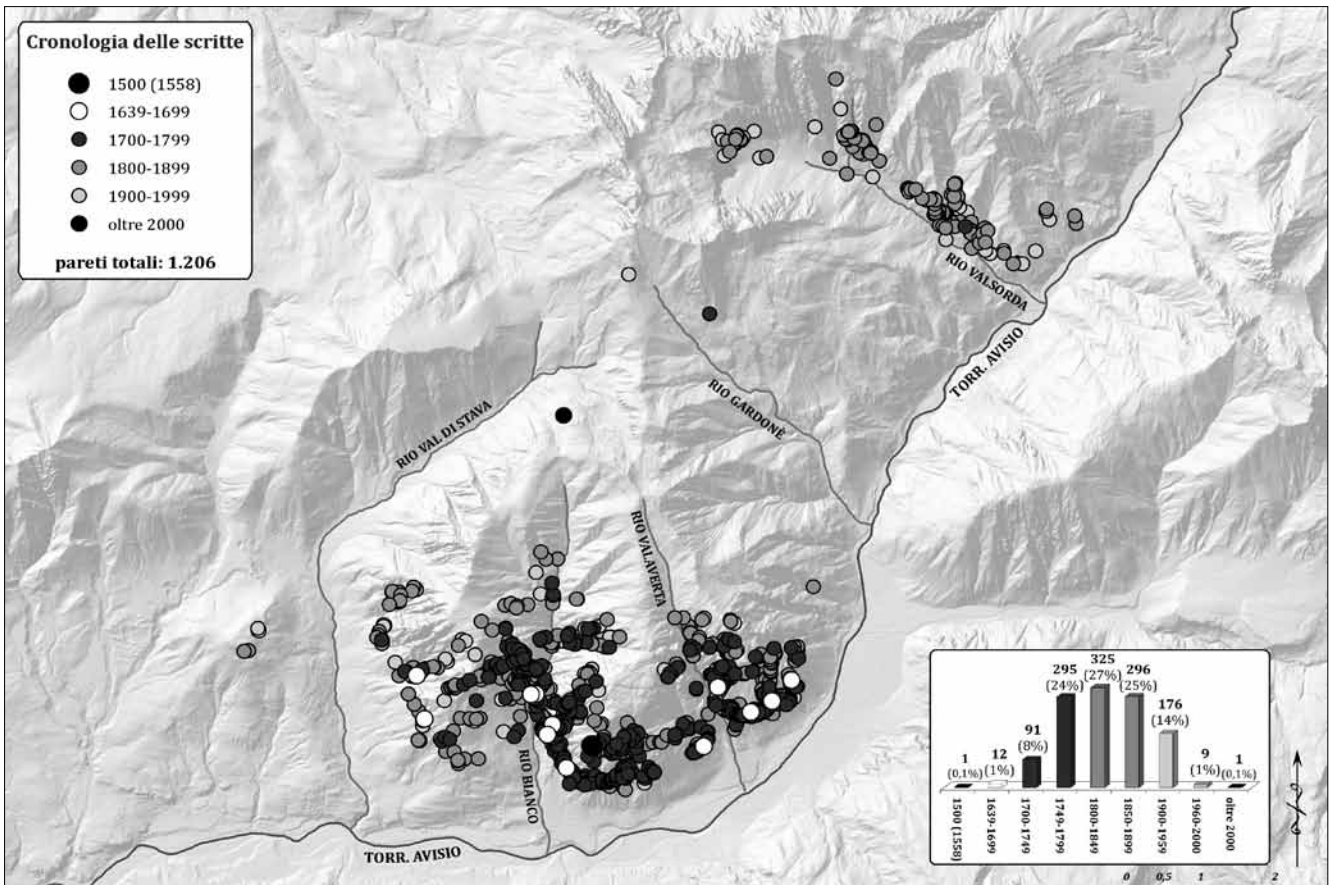 Cronologia delle scritte
1500 (1558)
1639-1699
1700-1799
1800-1899
1900-1999
oltre 2000
pareti totali: 1.206
RIO VALSORDA
TORR. AVISIO
RIO GARDONÈ
RIO VAL DI STAVA
RIO VALAVERTA
RIO BIANCO
TORR. AVISIO
1
(0,1%)
12
(1%)
91
(8%)
295
(24%)
325
(27%)
296
(25%)
176
(14%)
9
(1%)
1
(0,1%)
1500 (1558)
1639-1699
1700-1749
1749-1799
1800-1849
1850-1899
1900-1959
1960-2000
oltre 2000
0 0,5 1 2